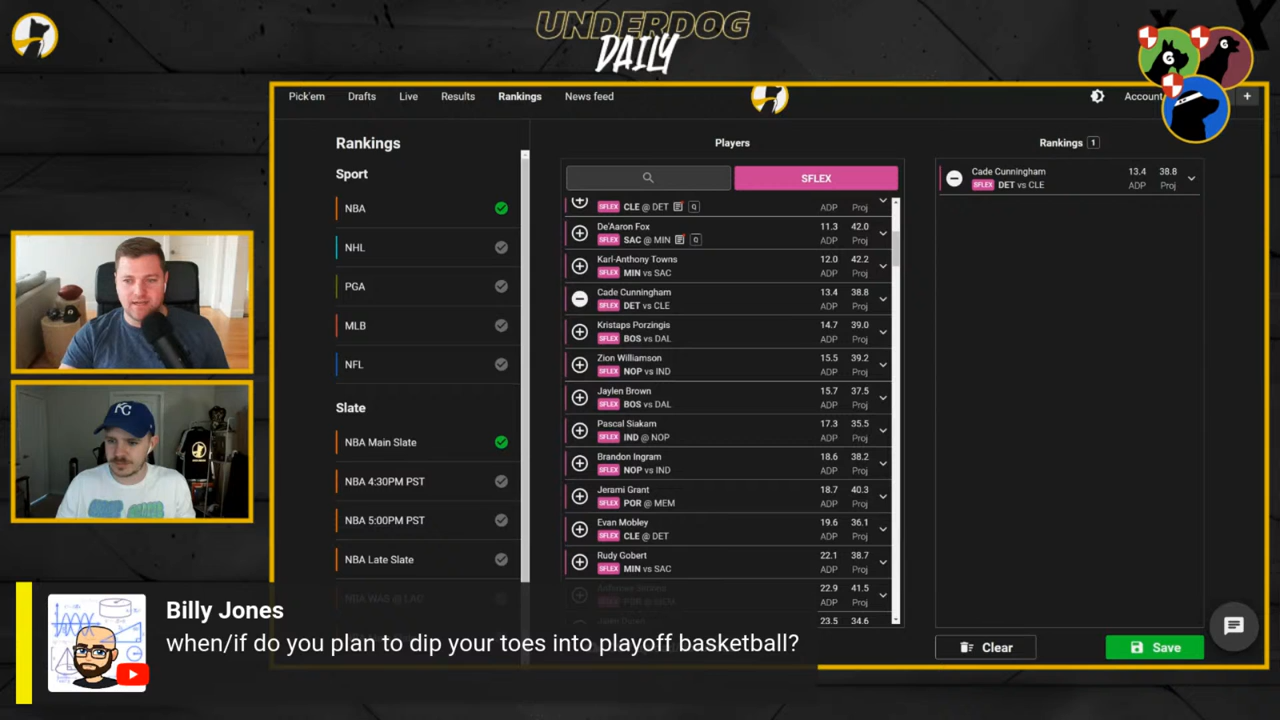 UNDERDOG
DAILY
G
G
Pick'em Drafts Live Results Rankings News feed
Account
+
Rankings
Sport
NBA
NHL
PGA
MLB
NFL
Slate
NBA Main Slate
NBA 4:30PM PST
NBA 5:00PM PST
NBA Late Slate
NBA WAS @ LAC
Players
SFLEX
SFLEX CLE @ DET Q ADP Proj
De'Aaron Fox 11.3 42.0
SFLEX SAC @ MIN Q ADP Proj
Karl-Anthony Towns 12.0 42.2
SFLEX MIN vs SAC ADP Proj
Cade Cunningham 13.4 38.8
SFLEX DET vs CLE ADP Proj
Kristaps Porzingis 14.7 39.0
SFLEX BOS vs DAL ADP Proj
Zion Williamson 15.5 39.2
SFLEX NOP vs IND ADP Proj
Jaylen Brown 15.7 37.5
SFLEX BOS vs DAL ADP Proj
Pascal Siakam 17.3 35.5
SFLEX IND @ NOP ADP Proj
Brandon Ingram 18.6 38.2
SFLEX NOP vs IND ADP Proj
Jerami Grant 18.7 40.3
SFLEX POR @ MEM ADP Proj
Evan Mobley 19.6 36.1
SFLEX CLE @ DET ADP Proj
Rudy Gobert 22.1 38.7
SFLEX MIN vs SAC ADP Proj
22.9 41.5
SFLEX POR @ MEM ADP Proj
23.5 34.6
Rankings 1
Cade Cunningham 13.4 38.8
SFLEX DET vs CLE ADP Proj
Clear
Save
KC
Billy Jones
when/if do you plan to dip your toes into playoff basketball?